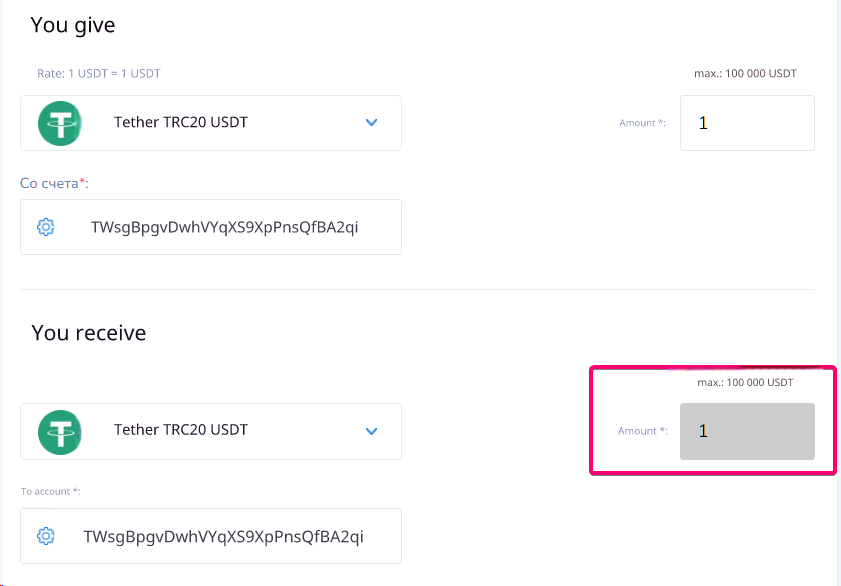 You give
Rate: 1 USDT = 1 USDT
max.: 100 000 USDT
Tether TRC20 USDT
Amount *:
1
Со счета*:
TWsgBpgvDwhVYqXS9XpPnsQfBA2qi
You receive
max.: 100 000 USDT
Tether TRC20 USDT
Amount *:
1
To account *:
TWsgBpgvDwhVYqXS9XpPnsQfBA2qi